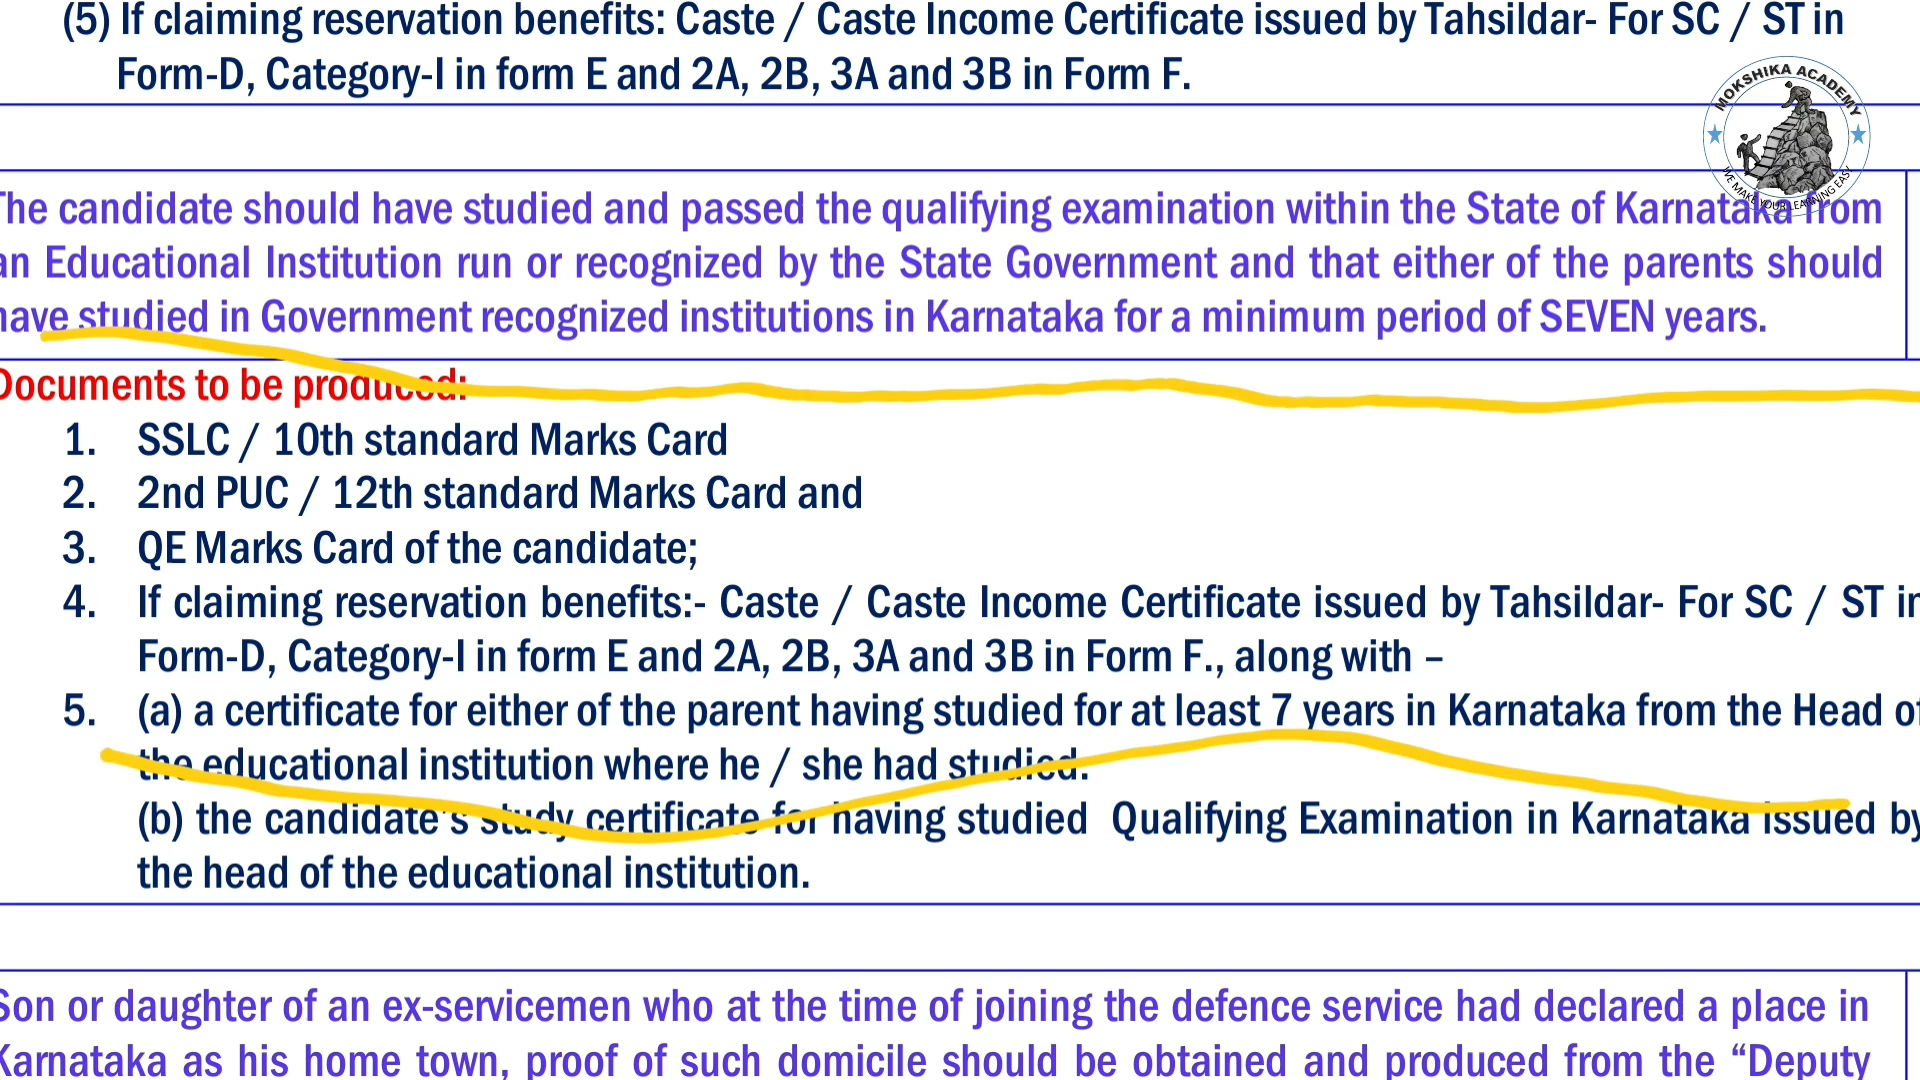 (5) If claiming reservation benefits: Caste / Caste Income Certificate issued by Tahsildar- For SC / ST in
Form-D, Category-I in form E and 2A, 2B, 3A and 3B in Form F.
MOKSHIKA ACADEMY
WE MAKE YOUR LEARNING EASY
The candidate should have studied and passed the qualifying examination within the State of Karnataka from
an Educational Institution run or recognized by the State Government and that either of the parents should
have studied in Government recognized institutions in Karnataka for a minimum period of SEVEN years.
Documents to be produced:
1. SSLC / 10th standard Marks Card
2. 2nd PUC / 12th standard Marks Card and
3. QE Marks Card of the candidate;
4. If claiming reservation benefits:- Caste / Caste Income Certificate issued by Tahsildar- For SC / ST in
Form-D, Category-I in form E and 2A, 2B, 3A and 3B in Form F., along with –
5. (a) a certificate for either of the parent having studied for at least 7 years in Karnataka from the Head of
the educational institution where he / she had studied.
(b) the candidate's study certificate for having studied Qualifying Examination in Karnataka issued by
the head of the educational institution.
Son or daughter of an ex-servicemen who at the time of joining the defence service had declared a place in
Karnataka as his home town, proof of such domicile should be obtained and produced from the “Deputy